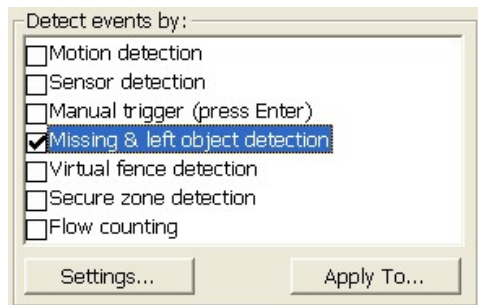 Detect events by:
Motion detection
Sensor detection
Manual trigger (press Enter)
Missing & left object detection
Virtual fence detection
Secure zone detection
Flow counting
Settings... Apply To...